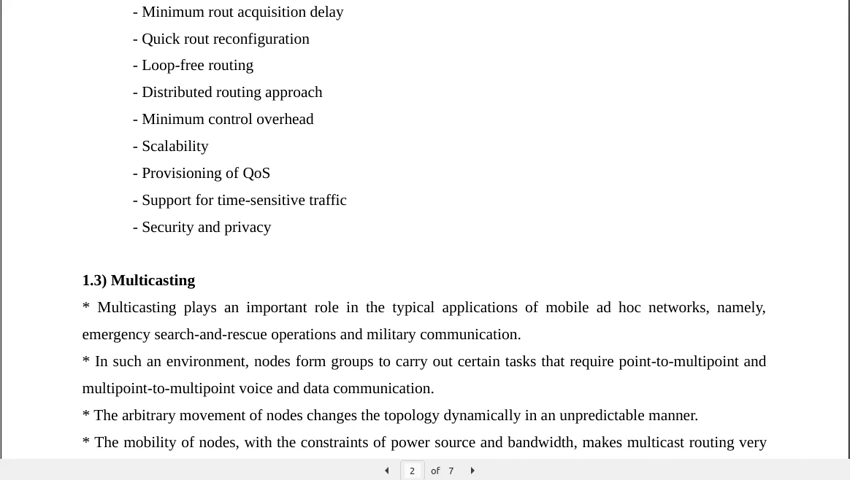 - Minimum rout acquisition delay
- Quick rout reconfiguration
- Loop-free routing
- Distributed routing approach
- Minimum control overhead
- Scalability
- Provisioning of QoS
- Support for time-sensitive traffic
- Security and privacy
1.3) Multicasting
* Multicasting plays an important role in the typical applications of mobile ad hoc networks, namely,
emergency search-and-rescue operations and military communication.
* In such an environment, nodes form groups to carry out certain tasks that require point-to-multipoint and
multipoint-to-multipoint voice and data communication.
* The arbitrary movement of nodes changes the topology dynamically in an unpredictable manner.
* The mobility of nodes, with the constraints of power source and bandwidth, makes multicast routing very
2 of 7